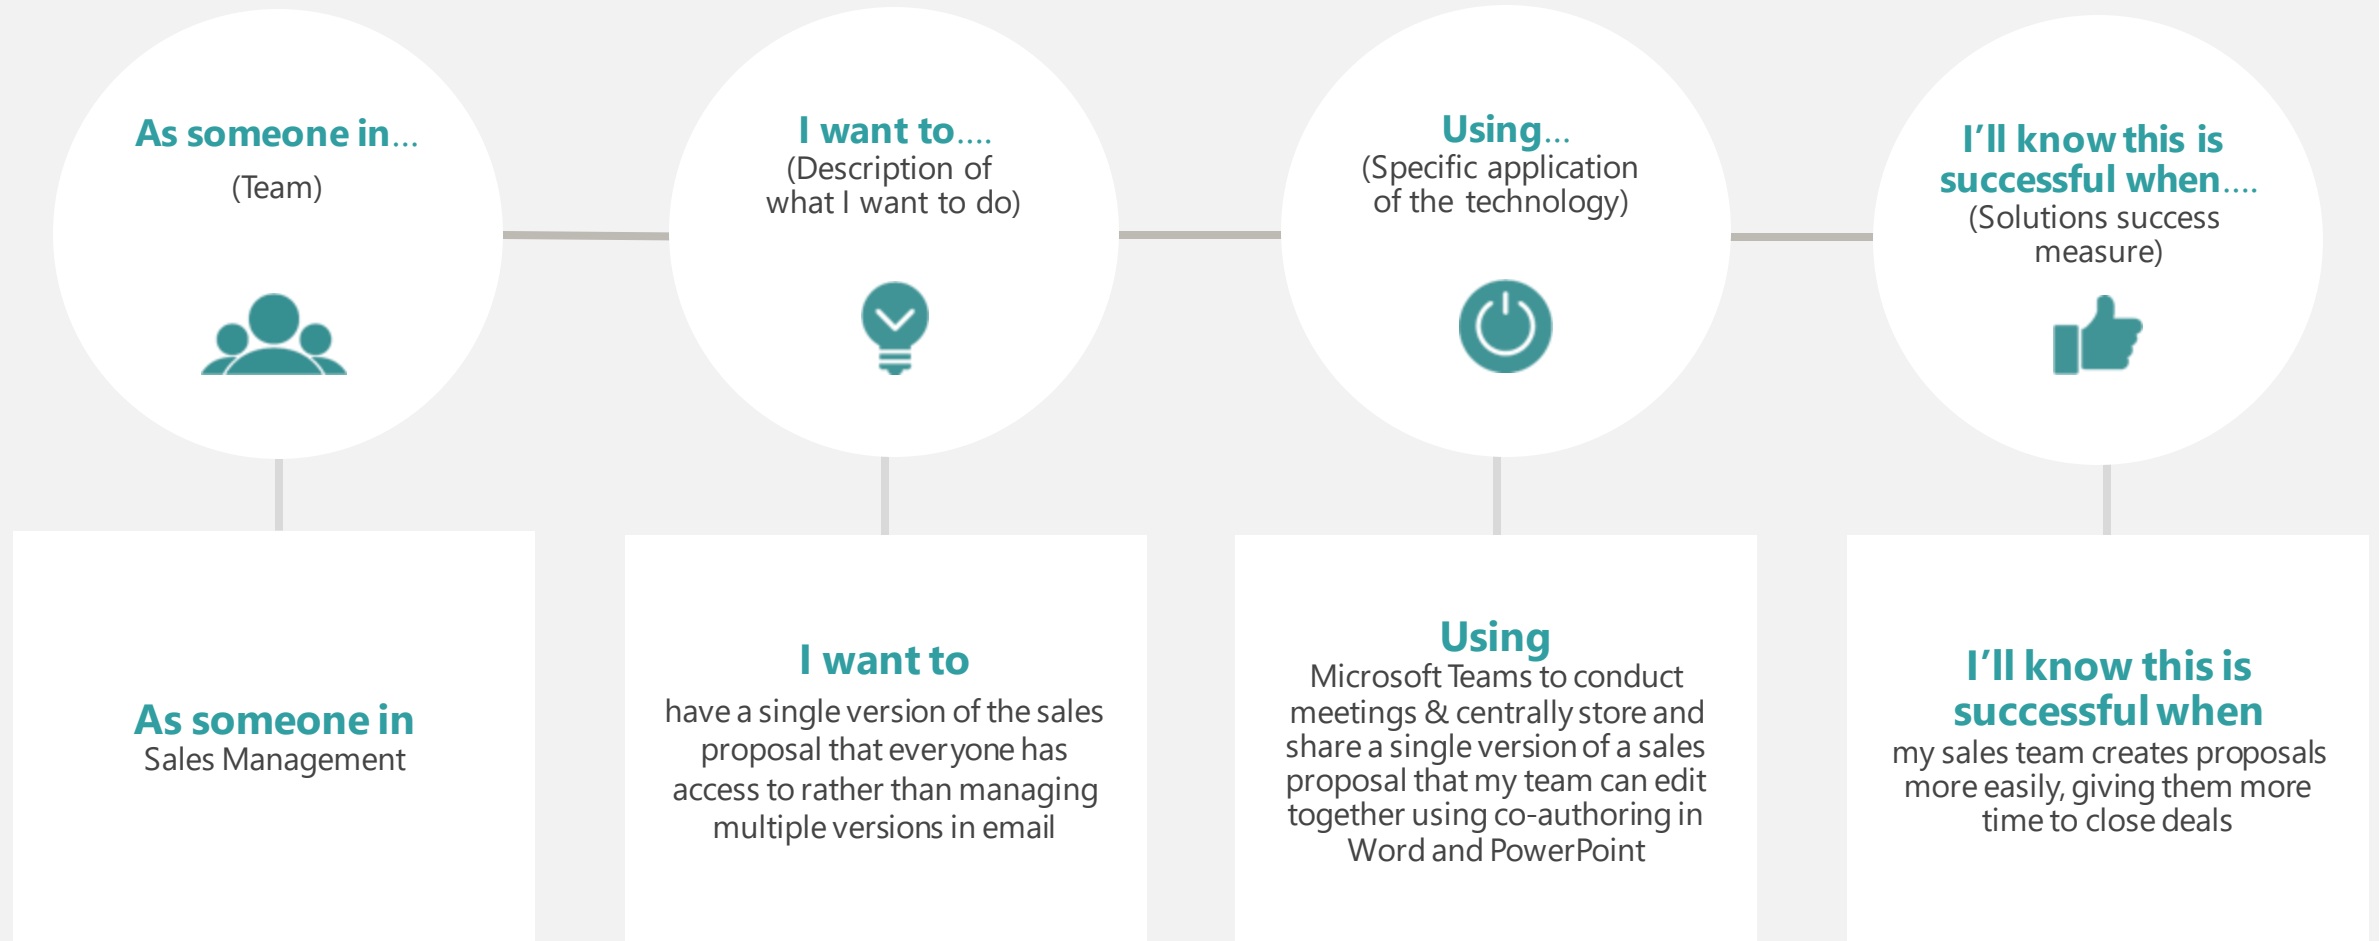 As someone in...
(Team)
I want to....
(Description of
what I want to do)
Using...
(Specific application
of the technology)
I'll know this is
successful when....
(Solutions success
measure)
As someone in
Sales Management
I want to
have a single version of the sales
proposal that everyone has
access to rather than managing
multiple versions in email
Using
Microsoft Teams to conduct
meetings & centrally store and
share a single version of a sales
proposal that my team can edit
together using co-authoring in
Word and PowerPoint
I'll know this is
successful when
my sales team creates proposals
more easily, giving them more
time to close deals